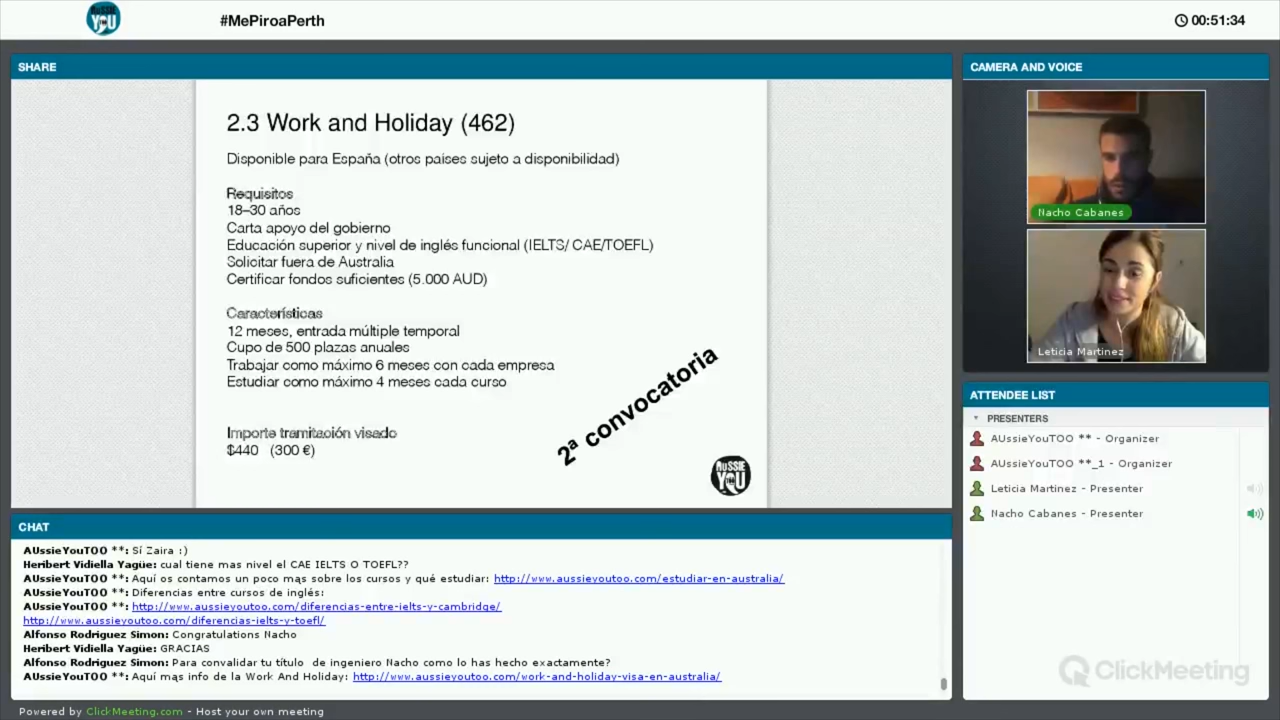 AUSSIE YOU TOO
#MePiroaPerth
00:51:34
SHARE
2.3 Work and Holiday (462)
Disponible para España (otros países sujeto a disponibilidad)
Requisitos
18–30 años
Carta apoyo del gobierno
Educación superior y nivel de inglés funcional (IELTS/ CAE/TOEFL)
Solicitar fuera de Australia
Certificar fondos suficientes (5.000 AUD)
Características
12 meses, entrada múltiple temporal
Cupo de 500 plazas anuales
Trabajar como máximo 6 meses con cada empresa
Estudiar como máximo 4 meses cada curso
Importe tramitación visado
$440 (300 €)
2ª convocatoria
AUSSIE YOU TOO
CAMERA AND VOICE
Nacho Cabanes
Leticia Martinez
ATTENDEE LIST
PRESENTERS
AUssieYouTOO ** - Organizer
AUssieYouTOO **_1 - Organizer
Leticia Martinez - Presenter
Nacho Cabanes - Presenter
ClickMeeting
CHAT
AUssieYouTOO **: Sí Zaira :)
Heribert Vidiella Yagüe: cual tiene mas nivel el CAE IELTS O TOEFL??
AUssieYouTOO **: Aquí os contamos un poco mąs sobre los cursos y qué estudiar: http://www.aussieyoutoo.com/estudiar-en-australia/
AUssieYouTOO **: Diferencias entre cursos de inglés:
AUssieYouTOO **: http://www.aussieyoutoo.com/diferencias-entre-ielts-y-cambridge/
http://www.aussieyoutoo.com/diferencias-ielts-y-toefl/
Alfonso Rodriguez Simon: Congratulations Nacho
Heribert Vidiella Yagüe: GRACIAS
Alfonso Rodriguez Simon: Para convalidar tu título de ingeniero Nacho como lo has hecho exactamente?
AUssieYouTOO **: Aquí mąs info de la Work And Holiday: http://www.aussieyoutoo.com/work-and-holiday-visa-en-australia/
Powered by ClickMeeting.com - Host your own meeting